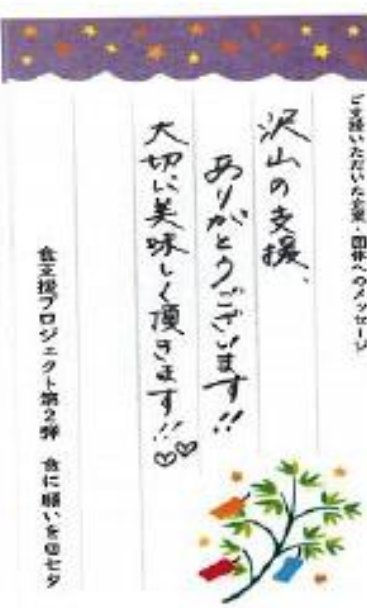 ご支援いただいた企業・団体へのメッセージ
沢山の支援、
ありがとうございます!!
大切に美味しく頂きます!!♡♡
食支援プロジェクト第2弾 食に願いを@七夕